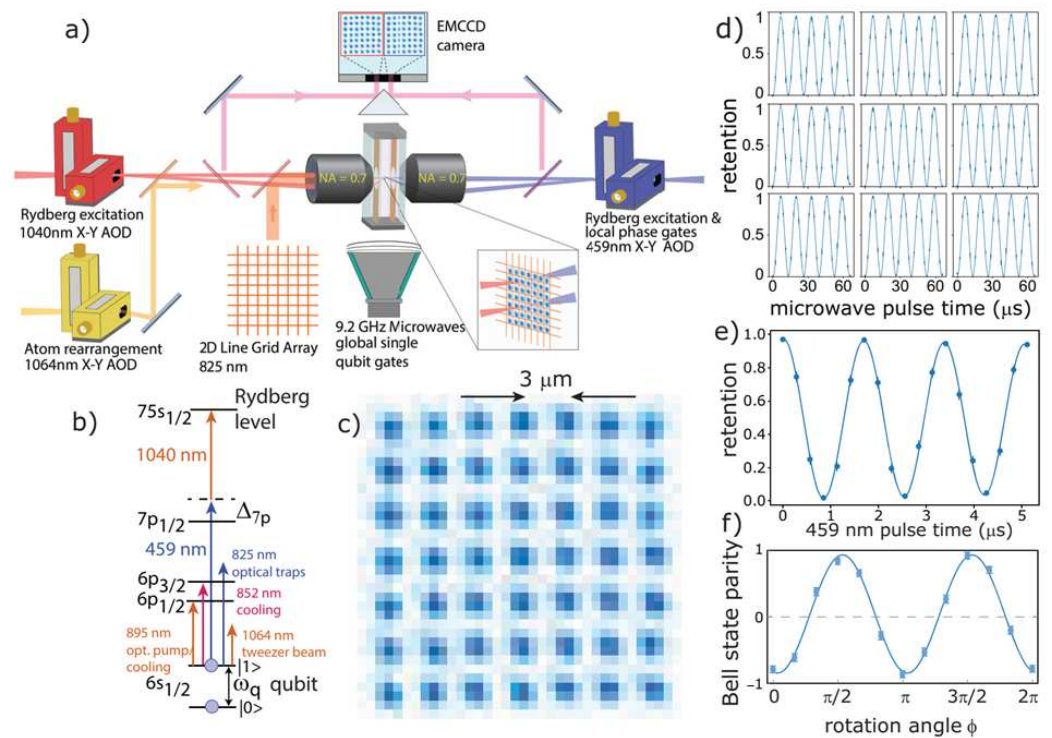 a)
EMCCD
camera
NA = 0.7
NA = 0.7
Rydberg excitation
1040nm X-Y AOD
Rydberg excitation &
local phase gates
459nm X-Y AOD
Atom rearrangement
1064nm X-Y AOD
2D Line Grid Array
825 nm
9.2 GHz Microwaves
global single
qubit gates
b)
75s1/2
Rydberg
level
1040 nm
Δ7p
7p1/2
459 nm
825 nm
optical traps
6p3/2
852 nm
cooling
6p1/2
895 nm
opt. pump/
cooling
1064 nm
tweezer beam
|1>
6s1/2
ωq qubit
|0>
c)
3 μm
d)
retention
1
0
1
0
1
0
0 30 60 0 30 60 0 30 60
microwave pulse time (μs)
e)
retention
1.0
0.8
0.6
0.4
0.2
0.0
0 1 2 3 4 5
459 nm pulse time (μs)
f)
Bell state parity
1
0
−1
0 π/2 π 3π/2 2π
rotation angle ϕ